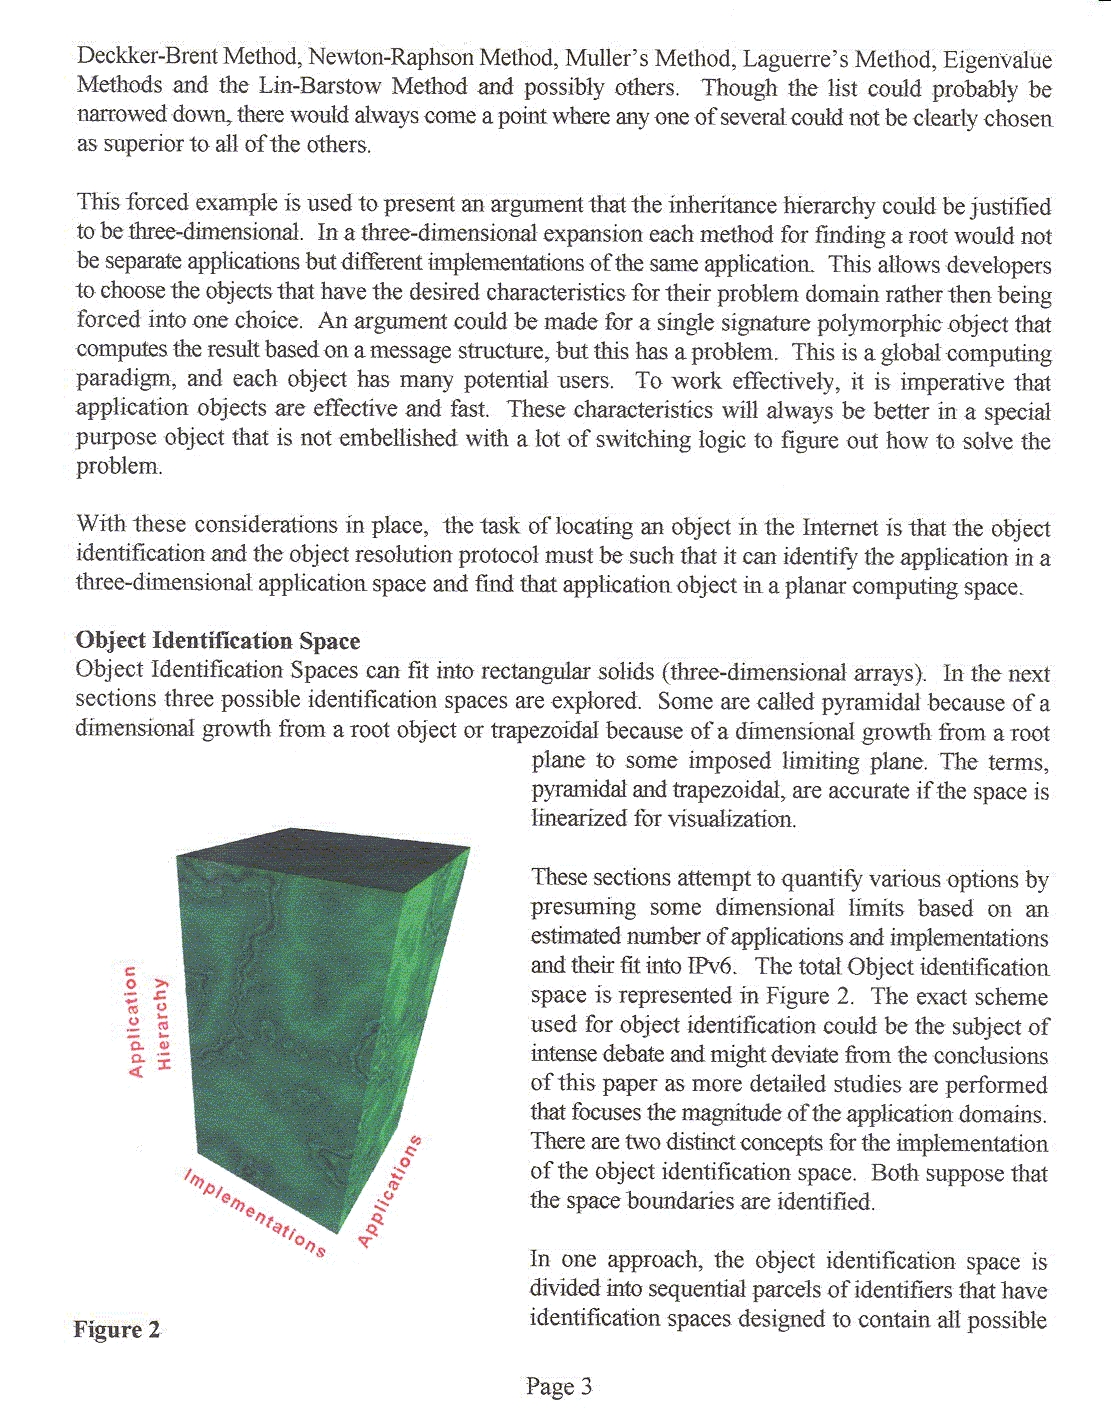 Deckker-Brent Method, Newton-Raphson Method, Muller's Method, Laguerre's Method, Eigenvalue
Methods and the Lin-Barstow Method and possibly others. Though the list could probably be
narrowed down, there would always come a point where any one of several could not be clearly chosen
as superior to all of the others.
This forced example is used to present an argument that the inheritance hierarchy could be justified
to be three-dimensional. In a three-dimensional expansion each method for finding a root would not
be separate applications but different implementations of the same application. This allows developers
to choose the objects that have the desired characteristics for their problem domain rather then being
forced into one choice. An argument could be made for a single signature polymorphic object that
computes the result based on a message structure, but this has a problem. This is a global computing
paradigm, and each object has many potential users. To work effectively, it is imperative that
application objects are effective and fast. These characteristics will always be better in a special
purpose object that is not embellished with a lot of switching logic to figure out how to solve the
problem.
With these considerations in place, the task of locating an object in the Internet is that the object
identification and the object resolution protocol must be such that it can identify the application in a
three-dimensional application space and find that application object in a planar computing space.
Object Identification Space
Object Identification Spaces can fit into rectangular solids (three-dimensional arrays). In the next
sections three possible identification spaces are explored. Some are called pyramidal because of a
dimensional growth from a root object or trapezoidal because of a dimensional growth from a root
plane to some imposed limiting plane. The terms,
pyramidal and trapezoidal, are accurate if the space is
linearized for visualization.
These sections attempt to quantify various options by
presuming some dimensional limits based on an
estimated number of applications and implementations
and their fit into IPv6. The total Object identification
space is represented in Figure 2. The exact scheme
used for object identification could be the subject of
intense debate and might deviate from the conclusions
of this paper as more detailed studies are performed
that focuses the magnitude of the application domains.
There are two distinct concepts for the implementation
of the object identification space. Both suppose that
the space boundaries are identified.
In one approach, the object identification space is
divided into sequential parcels of identifiers that have
identification spaces designed to contain all possible
Application
Hierarchy
Implementations
Applications
Figure 2
Page 3